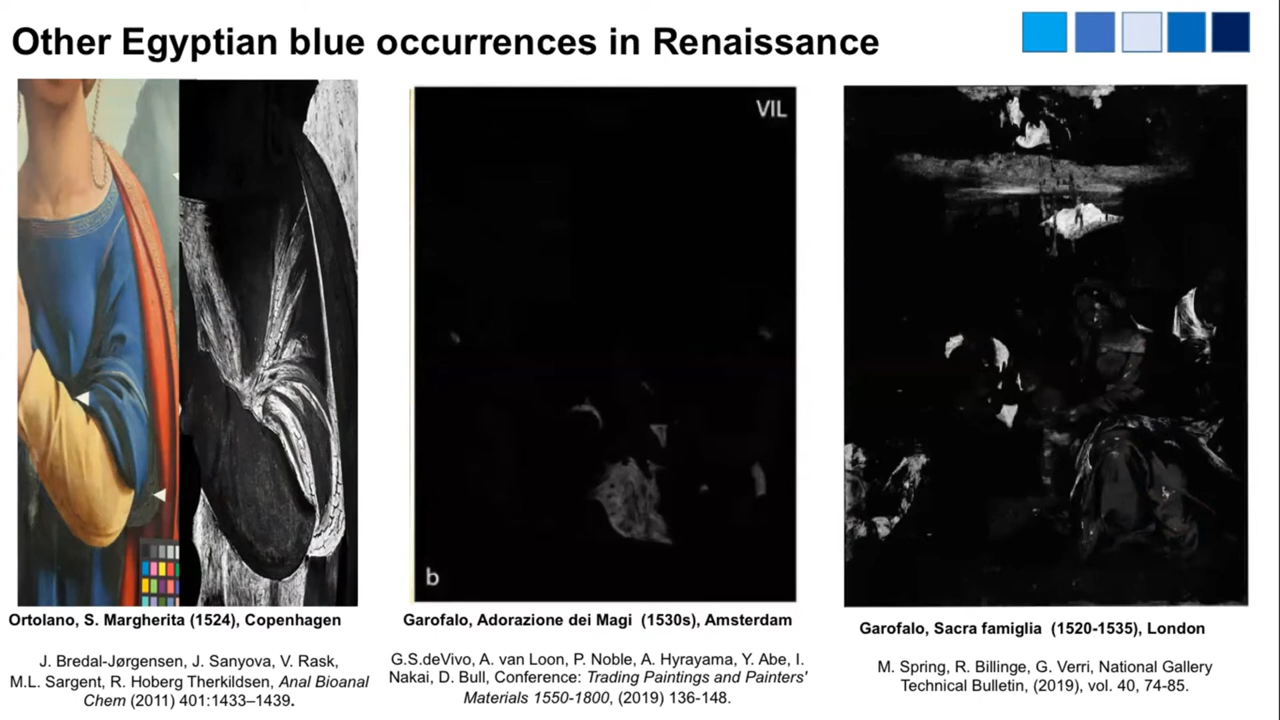 Other Egyptian blue occurrences in Renaissance
VIL
b
Ortolano, S. Margherita (1524), Copenhagen
J. Bredal-Jørgensen, J. Sanyova, V. Rask,
M.L. Sargent, R. Hoberg Therkildsen, Anal Bioanal
Chem (2011) 401:1433–1439.
Garofalo, Adorazione dei Magi (1530s), Amsterdam
G.S.deVivo, A. van Loon, P. Noble, A. Hyrayama, Y. Abe, I.
Nakai, D. Bull, Conference: Trading Paintings and Painters'
Materials 1550-1800, (2019) 136-148.
Garofalo, Sacra famiglia (1520-1535), London
M. Spring, R. Billinge, G. Verri, National Gallery
Technical Bulletin, (2019), vol. 40, 74-85.